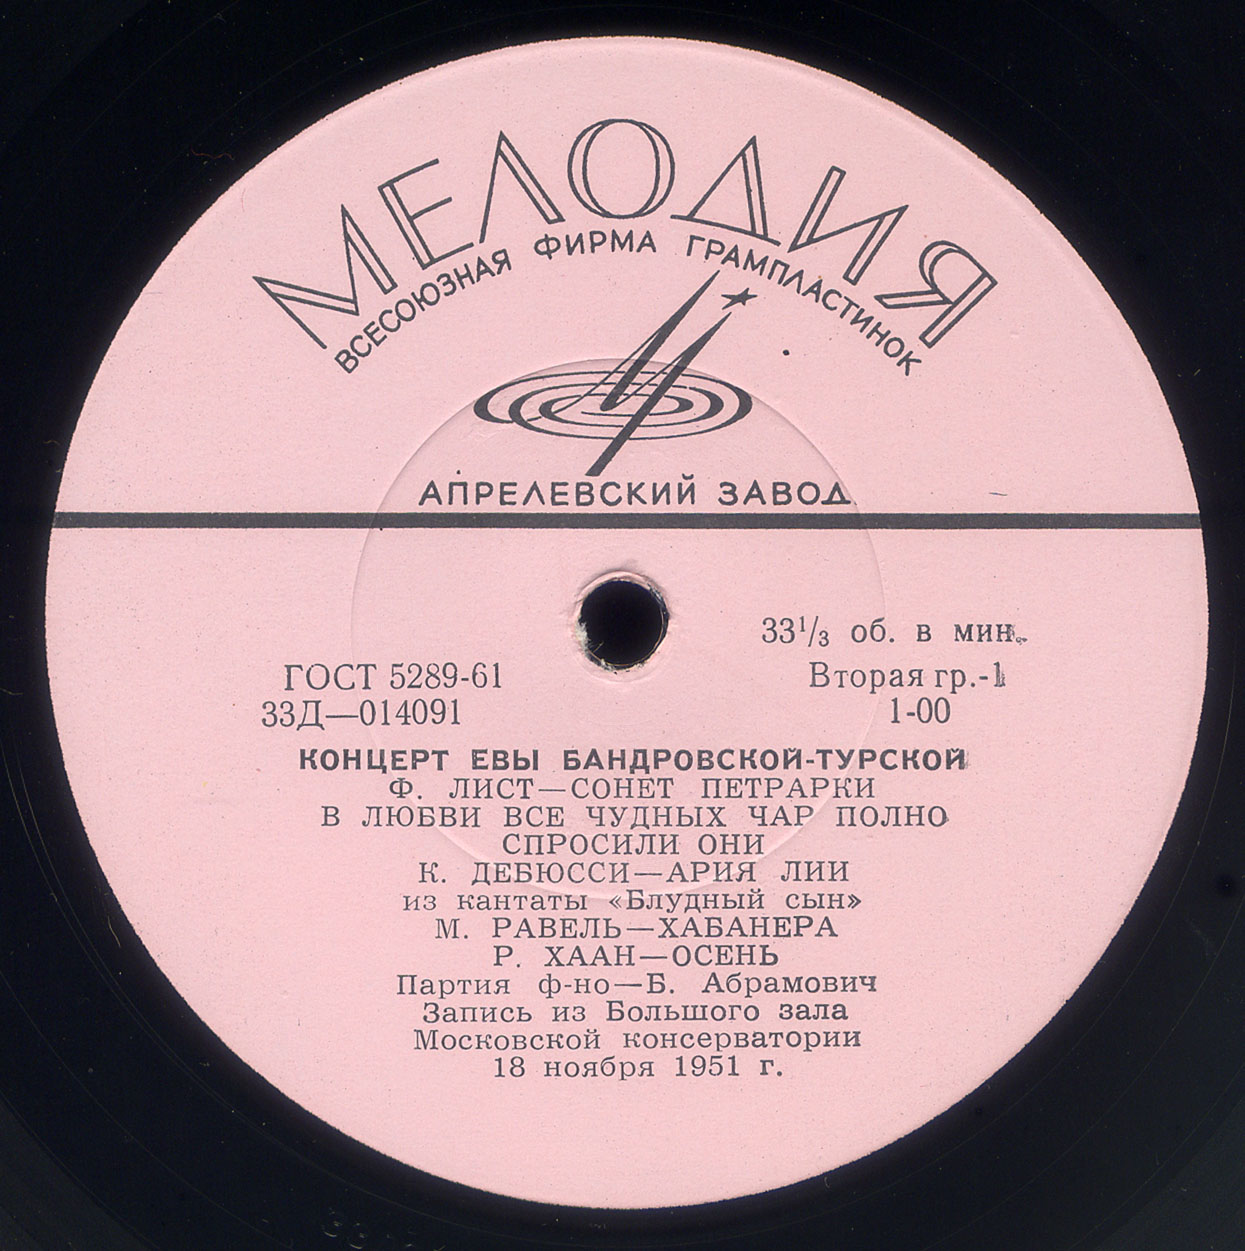 МЕЛОДИЯ
ВСЕСОЮЗНАЯ ФИРМА ГРАМПЛАСТИНОК
АПРЕЛЕВСКИЙ ЗАВОД
33¹/₃ об. в мин.
ГОСТ 5289-61
Вторая гр.-1
33Д—014091
1-00
КОНЦЕРТ ЕВЫ БАНДРОВСКОЙ-ТУРСКОЙ
Ф. ЛИСТ—СОНЕТ ПЕТРАРКИ
В ЛЮБВИ ВСЕ ЧУДНЫХ ЧАР ПОЛНО
СПРОСИЛИ ОНИ
К. ДЕБЮССИ—АРИЯ ЛИИ
из кантаты «Блудный сын»
М. РАВЕЛЬ—ХАБАНЕРА
Р. ХААН—ОСЕНЬ
Партия ф-но—Б. Абрамович
Запись из Большого зала
Московской консерватории
18 ноября 1951 г.